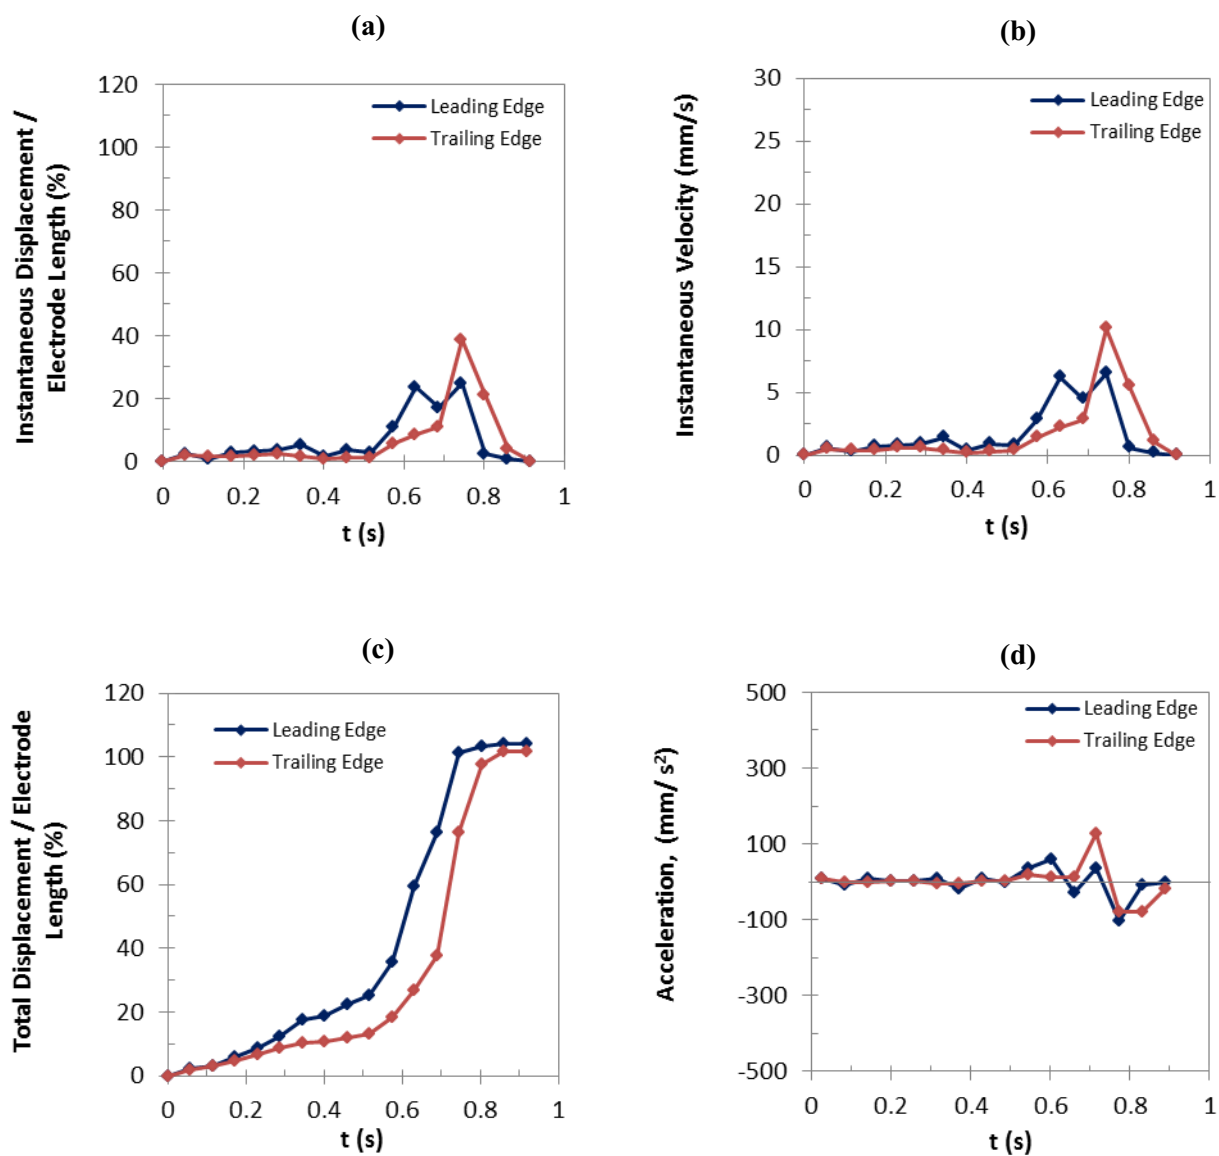 (a)
Instantaneous Displacement /
Electrode Length (%)
120
100
80
60
40
20
0
Leading Edge
Trailing Edge
0
0.2
0.4
0.6
0.8
1
t (s)
(b)
Instantaneous Velocity (mm/s)
30
25
20
15
10
5
0
Leading Edge
Trailing Edge
0
0.2
0.4
0.6
0.8
1
t (s)
(c)
Total Displacement / Electrode
Length (%)
120
100
80
60
40
20
0
Leading Edge
Trailing Edge
0
0.2
0.4
0.6
0.8
1
t (s)
(d)
Acceleration, (mm/ s²)
500
300
100
-100
-300
-500
Leading Edge
Trailing Edge
0
0.2
0.4
0.6
0.8
1
t (s)